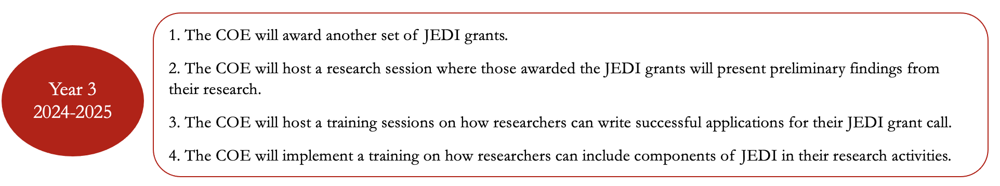 Year 3
2024-2025
1. The COE will award another set of JEDI grants.
2. The COE will host a research session where those awarded the JEDI grants will present preliminary findings from
their research.
3. The COE will host a training sessions on how researchers can write successful applications for their JEDI grant call.
4. The COE will implement a training on how researchers can include components of JEDI in their research activities.